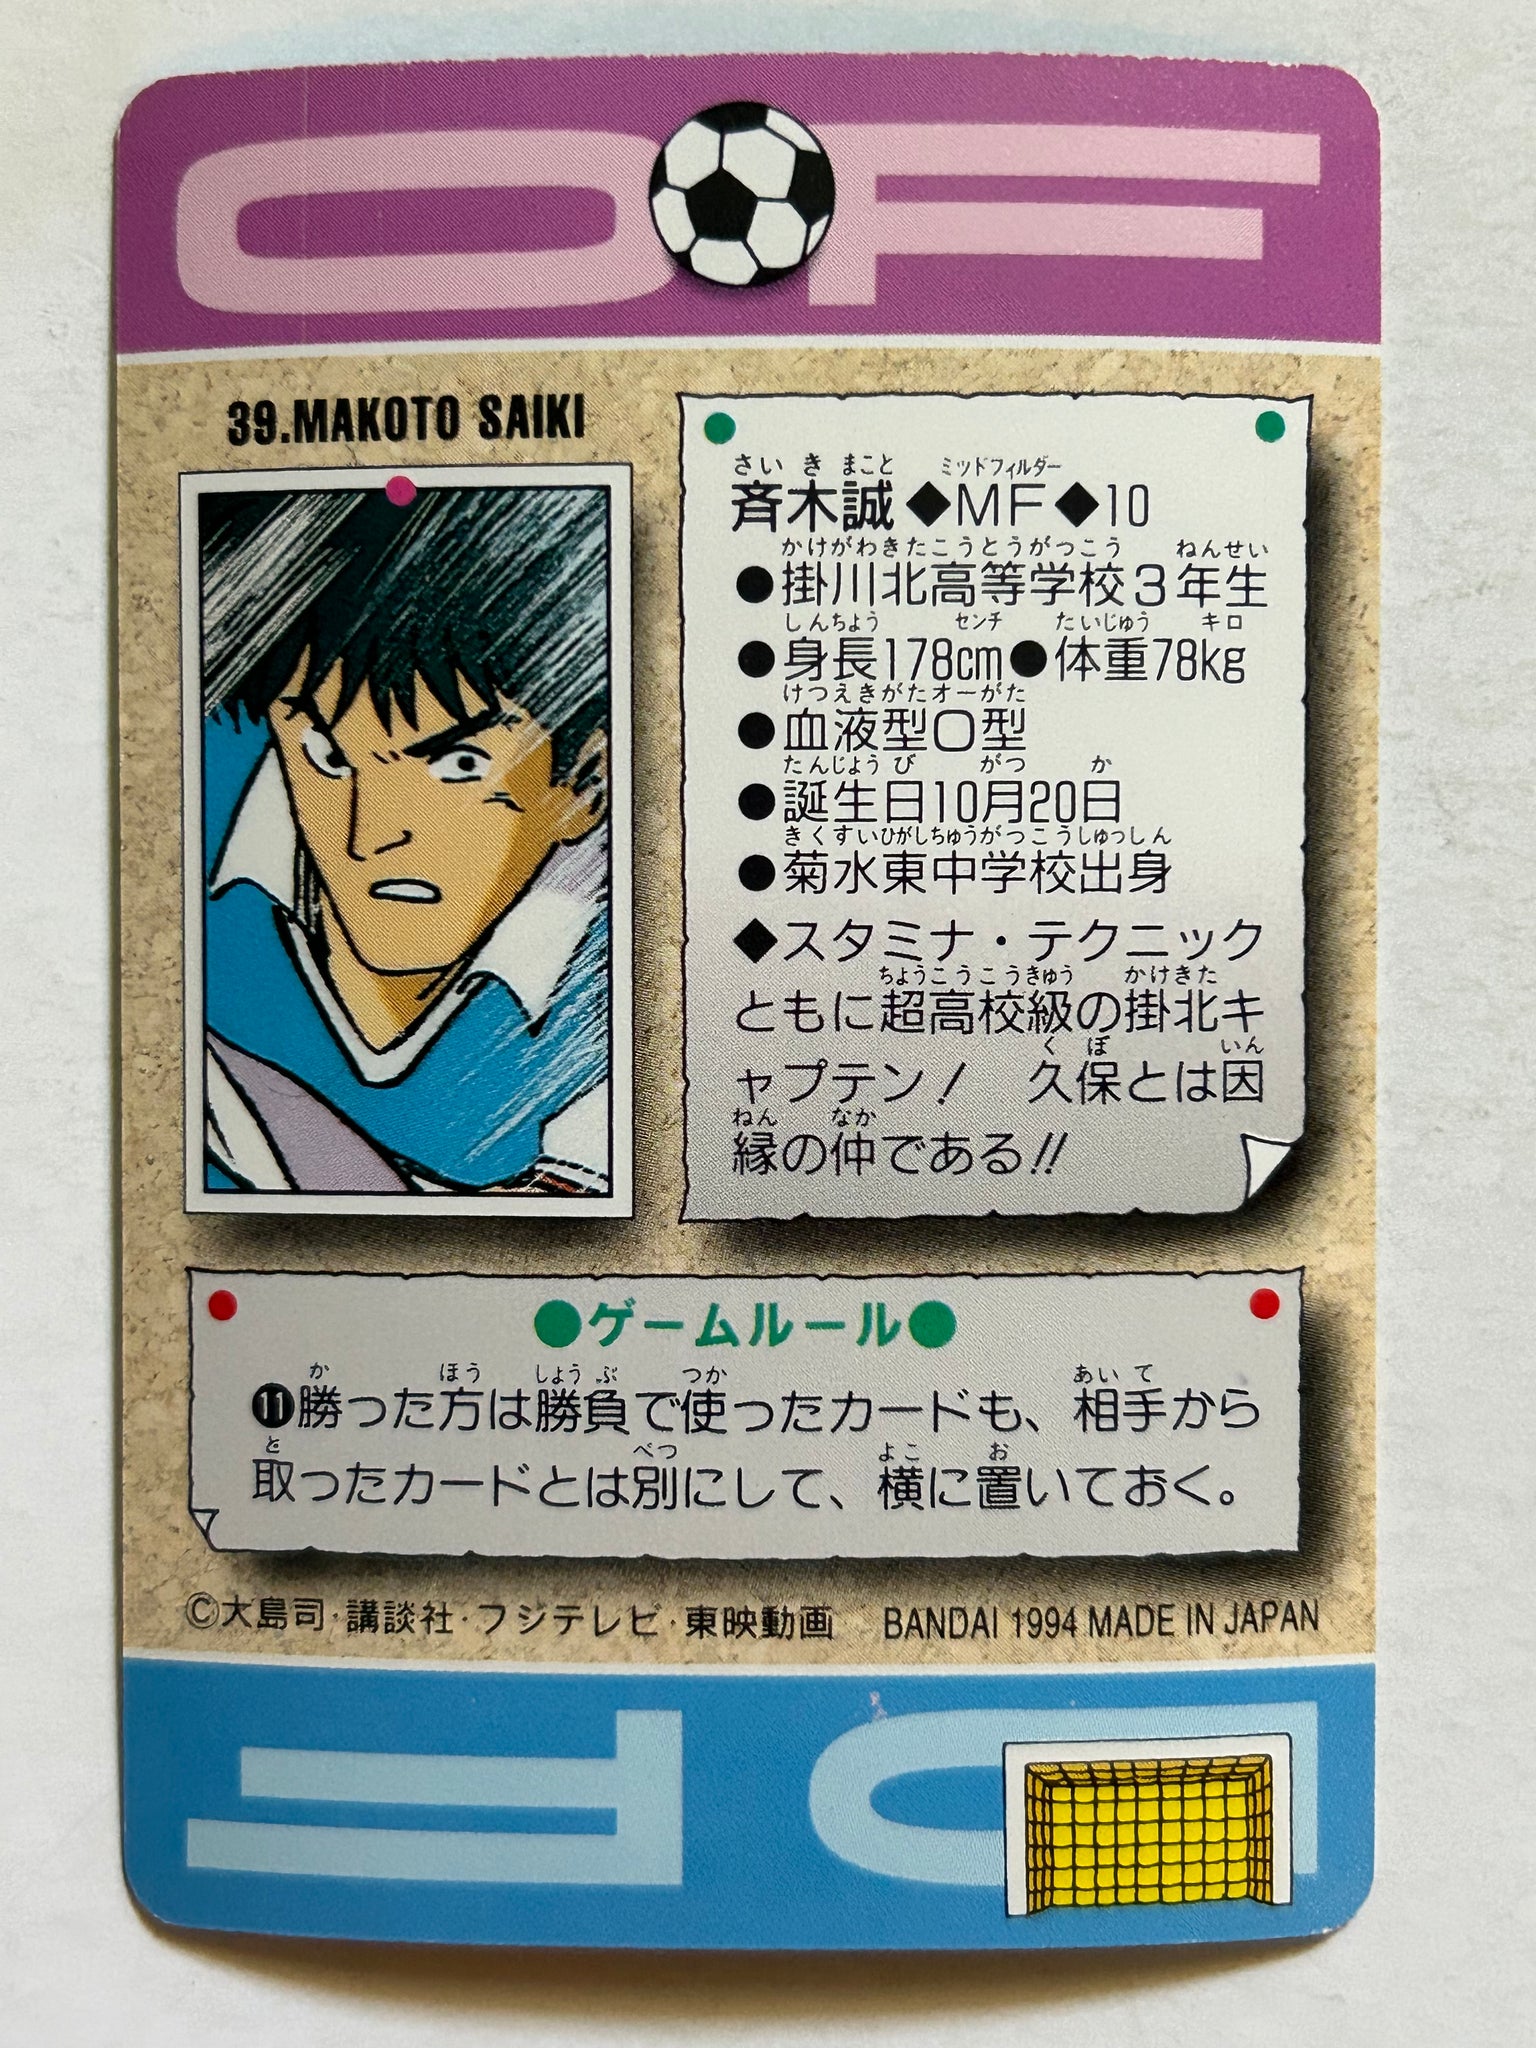 OF
39.MAKOTO SAIKI
さい き まこと ミッドフィルダー
斉木誠◆MF◆10
かけがわきたこうとうがっこう ねんせい
●掛川北高等学校3年生
しんちょう センチ たいじゅう キロ
●身長178cm●体重78kg
けつえきがたオーがた
●血液型O型
たんじょう び がつ か
●誕生日10月20日
きくすいひがしちゅうがっこうしゅっしん
●菊水東中学校出身
◆スタミナ・テクニック
ちょうこうこうきゅう かけきた
ともに超高校級の掛北キ
く ぼ いん
ャプテン! 久保とは因
ねん なか
縁の仲である!!
●ゲームルール●
か ほう しょう ぶ つか あい て
⓫勝った方は勝負で使ったカードも、相手から
と べつ よこ お
取ったカードとは別にして、横に置いておく。
©大島司・講談社・フジテレビ・東映動画 BANDAI 1994 MADE IN JAPAN